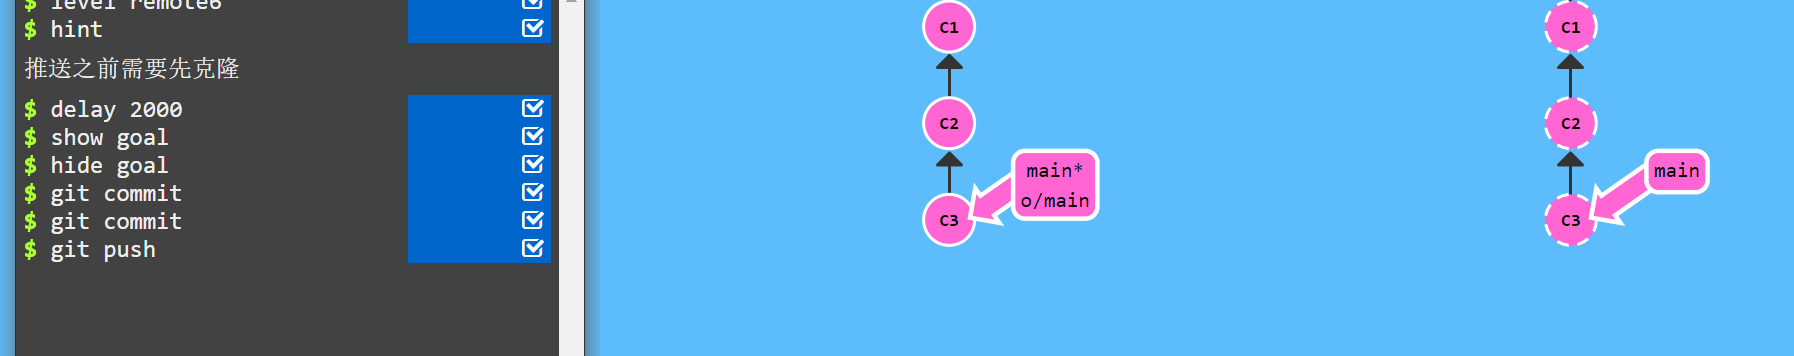 $ level remote6
$ hint
推送之前需要先克隆
$ delay 2000
$ show goal
$ hide goal
$ git commit
$ git commit
$ git push
C1
C2
main*
o/main
C3
C1
C2
main
C3